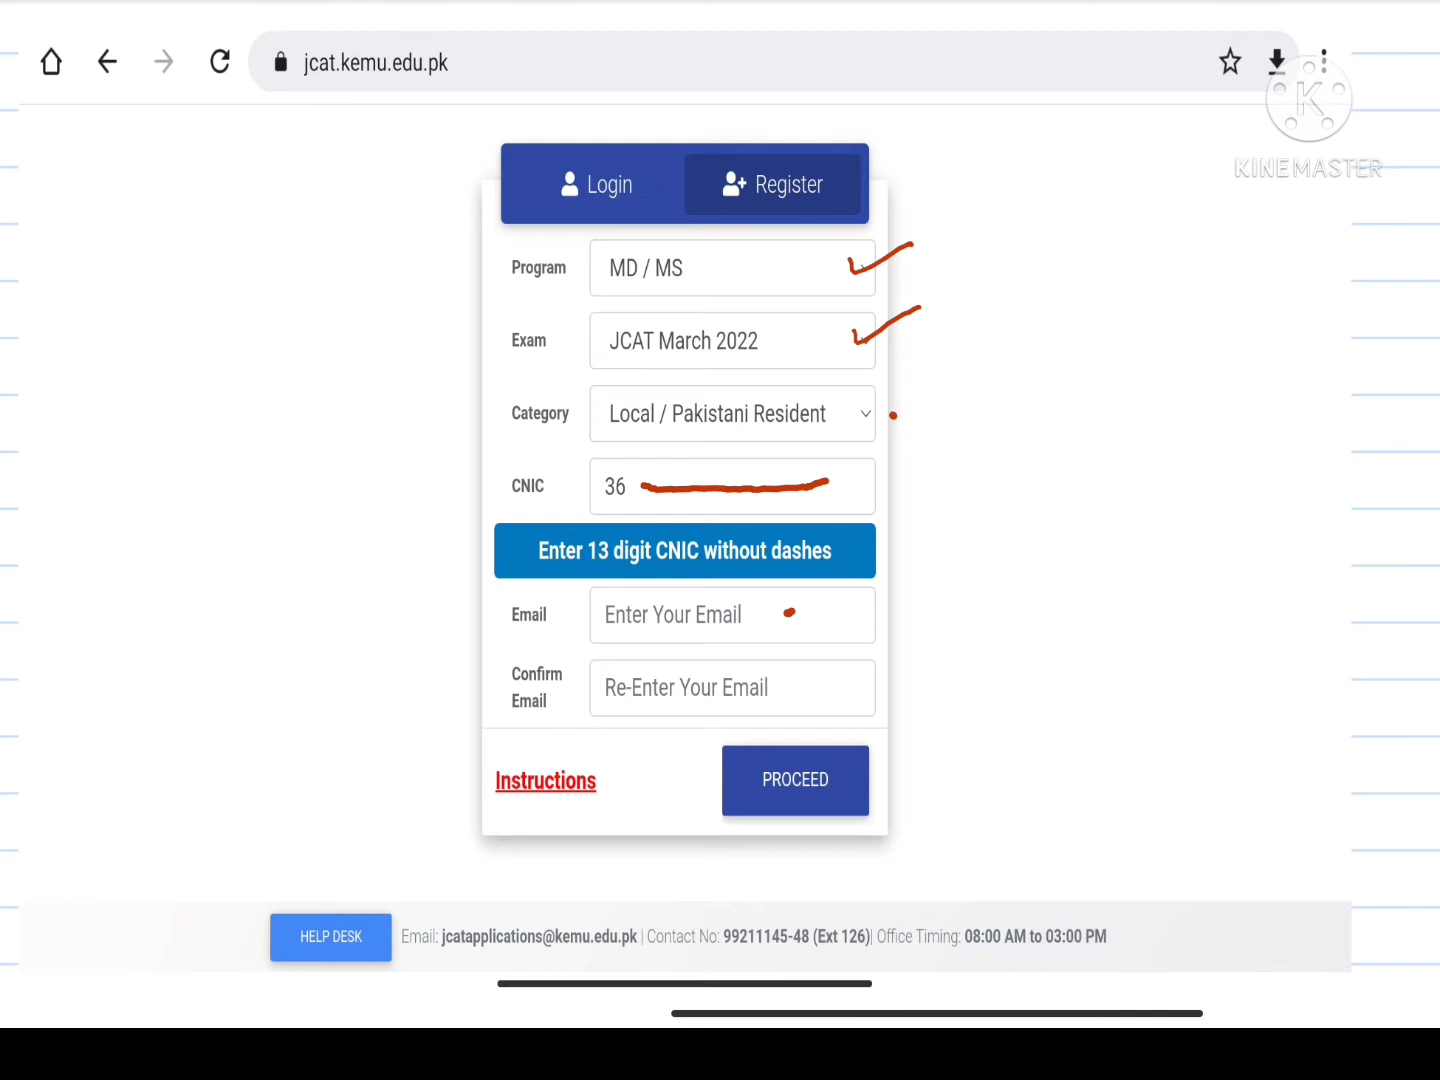 jcat.kemu.edu.pk
K
KINEMASTER
Login Register
Program MD / MS
Exam JCAT March 2022
Category Local / Pakistani Resident
CNIC 36
Enter 13 digit CNIC without dashes
Email Enter Your Email
Confirm Email Re-Enter Your Email
Instructions PROCEED
HELP DESK Email: jcatapplications@kemu.edu.pk | Contact No: 99211145-48 (Ext 126)| Office Timing: 08:00 AM to 03:00 PM